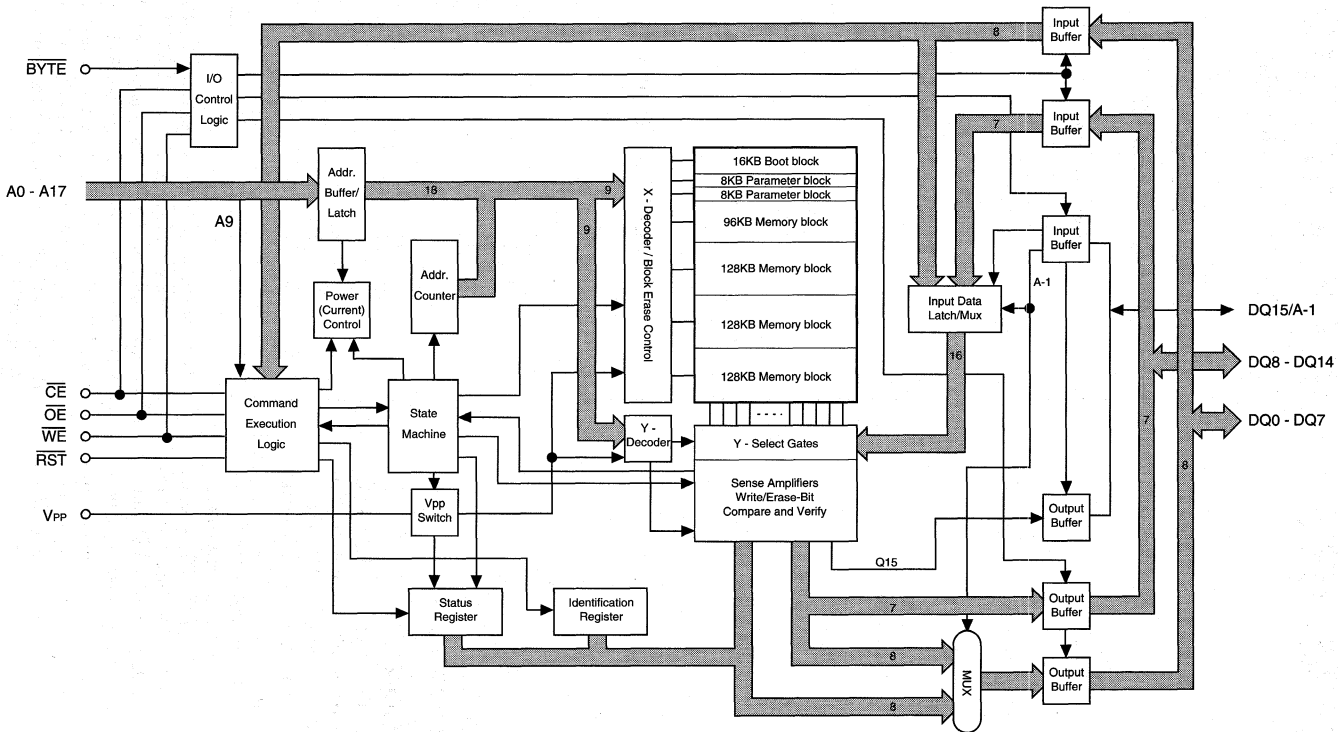 8
Input
Buffer
BYTE
I/O
Control
Logic
7
Input
Buffer
A0 - A17
Addr.
Buffer/
Latch
18
9
9
A9
X - Decoder / Block Erase Control
16KB Boot block
8KB Parameter block
8KB Parameter block
96KB Memory block
128KB Memory block
128KB Memory block
128KB Memory block
Input
Buffer
A-1
Addr.
Counter
Power
(Current)
Control
Input Data
Latch/Mux
16
DQ15/A-1
DQ8 - DQ14
DQ0 - DQ7
7
8
CE
OE
WE
RST
VPP
Command
Execution
Logic
State
Machine
Y -
Decoder
Y - Select Gates
Sense Amplifiers
Write/Erase-Bit
Compare and Verify
Vpp
Switch
Output
Buffer
Q15
Status
Register
Identification
Register
7
Output
Buffer
8
8
MUX
Output
Buffer